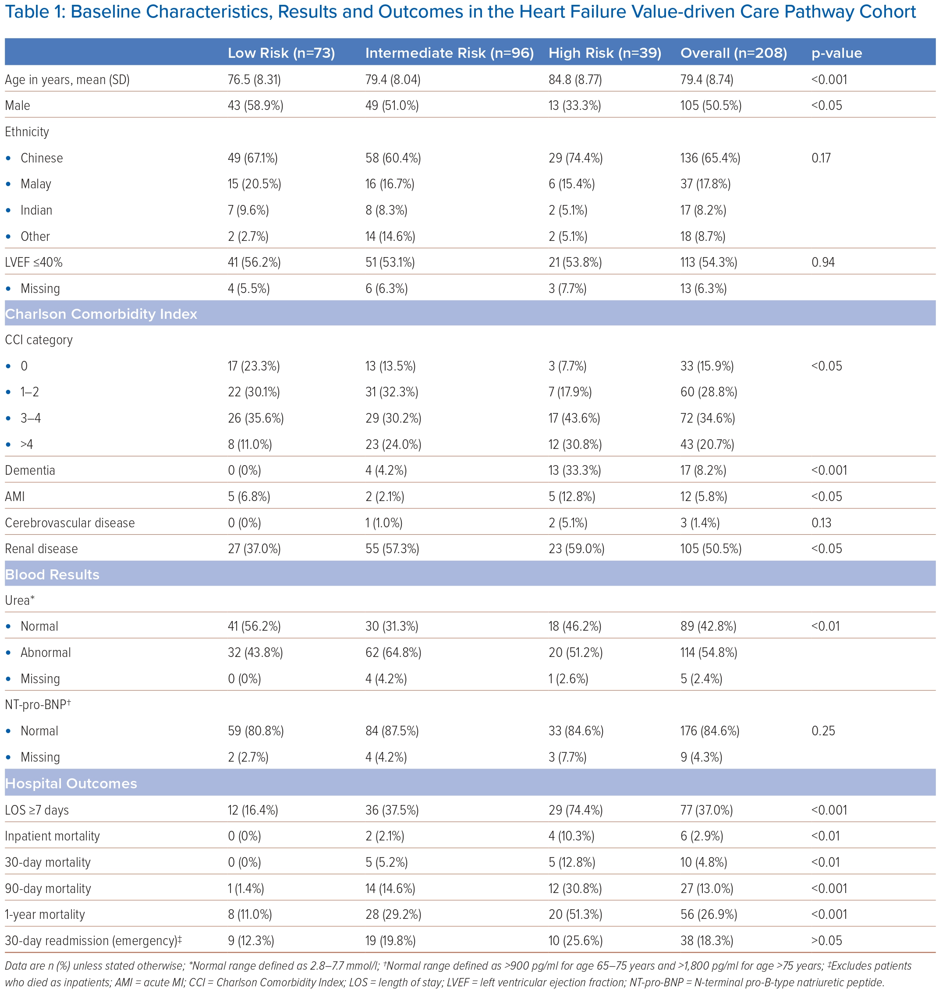 Table 1: Baseline Characteristics, Results and Outcomes in the Heart Failure Value-driven Care Pathway Cohort
Low Risk (n=73) Intermediate Risk (n=96) High Risk (n=39) Overall (n=208) p-value
Age in years, mean (SD) 76.5 (8.31) 79.4 (8.04) 84.8 (8.77) 79.4 (8.74) <0.001
Male 43 (58.9%) 49 (51.0%) 13 (33.3%) 105 (50.5%) <0.05
Ethnicity
• Chinese 49 (67.1%) 58 (60.4%) 29 (74.4%) 136 (65.4%) 0.17
• Malay 15 (20.5%) 16 (16.7%) 6 (15.4%) 37 (17.8%)
• Indian 7 (9.6%) 8 (8.3%) 2 (5.1%) 17 (8.2%)
• Other 2 (2.7%) 14 (14.6%) 2 (5.1%) 18 (8.7%)
LVEF ≤40% 41 (56.2%) 51 (53.1%) 21 (53.8%) 113 (54.3%) 0.94
• Missing 4 (5.5%) 6 (6.3%) 3 (7.7%) 13 (6.3%)
Charlson Comorbidity Index
CCI category
• 0 17 (23.3%) 13 (13.5%) 3 (7.7%) 33 (15.9%) <0.05
• 1–2 22 (30.1%) 31 (32.3%) 7 (17.9%) 60 (28.8%)
• 3–4 26 (35.6%) 29 (30.2%) 17 (43.6%) 72 (34.6%)
• >4 8 (11.0%) 23 (24.0%) 12 (30.8%) 43 (20.7%)
Dementia 0 (0%) 4 (4.2%) 13 (33.3%) 17 (8.2%) <0.001
AMI 5 (6.8%) 2 (2.1%) 5 (12.8%) 12 (5.8%) <0.05
Cerebrovascular disease 0 (0%) 1 (1.0%) 2 (5.1%) 3 (1.4%) 0.13
Renal disease 27 (37.0%) 55 (57.3%) 23 (59.0%) 105 (50.5%) <0.05
Blood Results
Urea*
• Normal 41 (56.2%) 30 (31.3%) 18 (46.2%) 89 (42.8%) <0.01
• Abnormal 32 (43.8%) 62 (64.8%) 20 (51.2%) 114 (54.8%)
• Missing 0 (0%) 4 (4.2%) 1 (2.6%) 5 (2.4%)
NT-pro-BNP†
• Normal 59 (80.8%) 84 (87.5%) 33 (84.6%) 176 (84.6%) 0.25
• Missing 2 (2.7%) 4 (4.2%) 3 (7.7%) 9 (4.3%)
Hospital Outcomes
LOS ≥7 days 12 (16.4%) 36 (37.5%) 29 (74.4%) 77 (37.0%) <0.001
Inpatient mortality 0 (0%) 2 (2.1%) 4 (10.3%) 6 (2.9%) <0.01
30-day mortality 0 (0%) 5 (5.2%) 5 (12.8%) 10 (4.8%) <0.01
90-day mortality 1 (1.4%) 14 (14.6%) 12 (30.8%) 27 (13.0%) <0.001
1-year mortality 8 (11.0%) 28 (29.2%) 20 (51.3%) 56 (26.9%) <0.001
30-day readmission (emergency)‡ 9 (12.3%) 19 (19.8%) 10 (25.6%) 38 (18.3%) >0.05
Data are n (%) unless stated otherwise; *Normal range defined as 2.8–7.7 mmol/l; †Normal range defined as >900 pg/ml for age 65–75 years and >1,800 pg/ml for age >75 years; ‡Excludes patients
who died as inpatients; AMI = acute MI; CCI = Charlson Comorbidity Index; LOS = length of stay; LVEF = left ventricular ejection fraction; NT-pro-BNP = N-terminal pro-B-type natriuretic peptide.